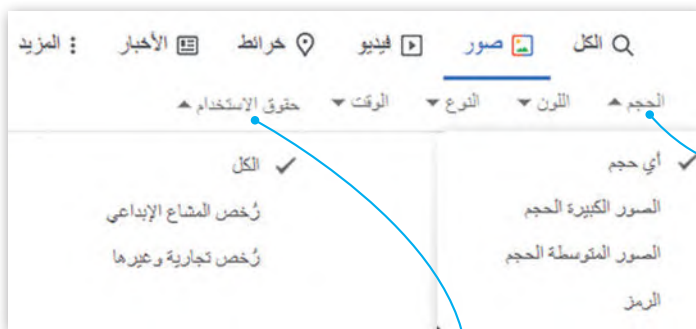 الكل صور فيديو خرائط الأخبار المزيد
الحجم اللون النوع الوقت حقوق الاستخدام
أي حجم
الصور الكبيرة الحجم
الصور المتوسطة الحجم
الرمز
الكل
رُخص المشاع الإبداعي
رُخص تجارية وغيرها